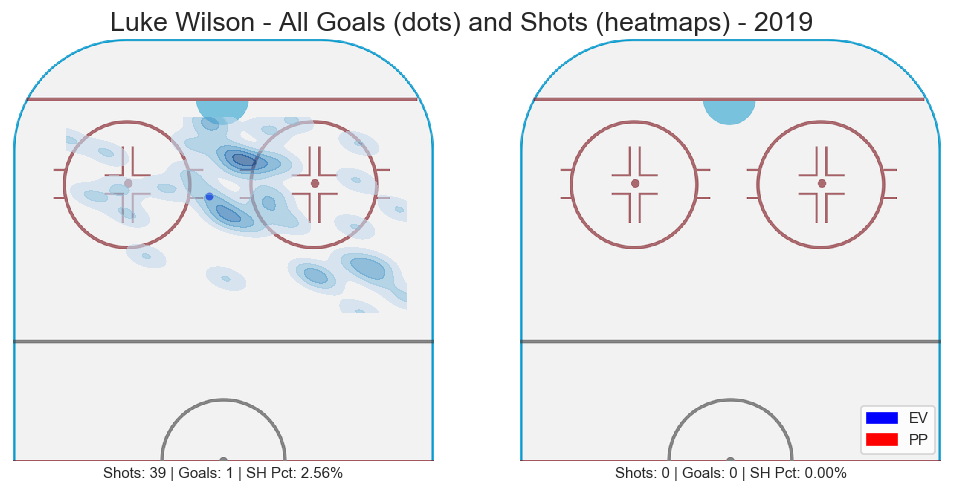 Luke Wilson - All Goals (dots) and Shots (heatmaps) - 2019
EV
PP
Shots: 39 | Goals: 1 | SH Pct: 2.56%
Shots: 0 | Goals: 0 | SH Pct: 0.00%